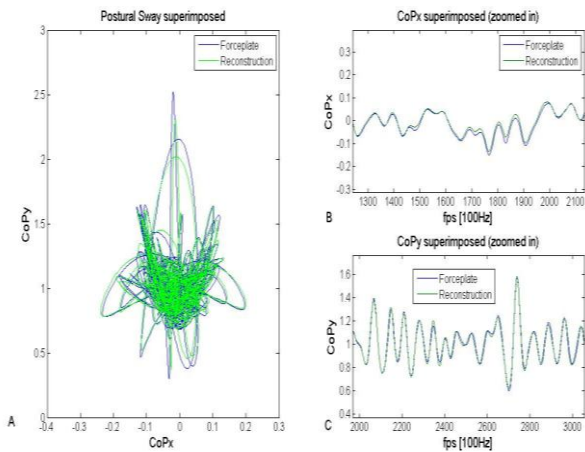 Postural Sway superimposed
Forceplate
Reconstruction
3
2.5
2
1.5
1
0.5
0
CoPy
-0.4
-0.3
-0.2
-0.1
0
0.1
0.2
0.3
CoPx
A
CoPx superimposed (zoomed in)
Forceplate
Reconstruction
0.3
0.2
0.1
0
-0.1
-0.2
-0.3
CoPx
1300
1400
1500
1600
1700
1800
1900
2000
2100
fps [100Hz]
B
CoPy superimposed (zoomed in)
Forceplate
Reconstruction
1.6
1.4
1.2
1
0.8
0.6
0.4
CoPy
2000
2200
2400
2600
2800
3000
fps [100Hz]
C